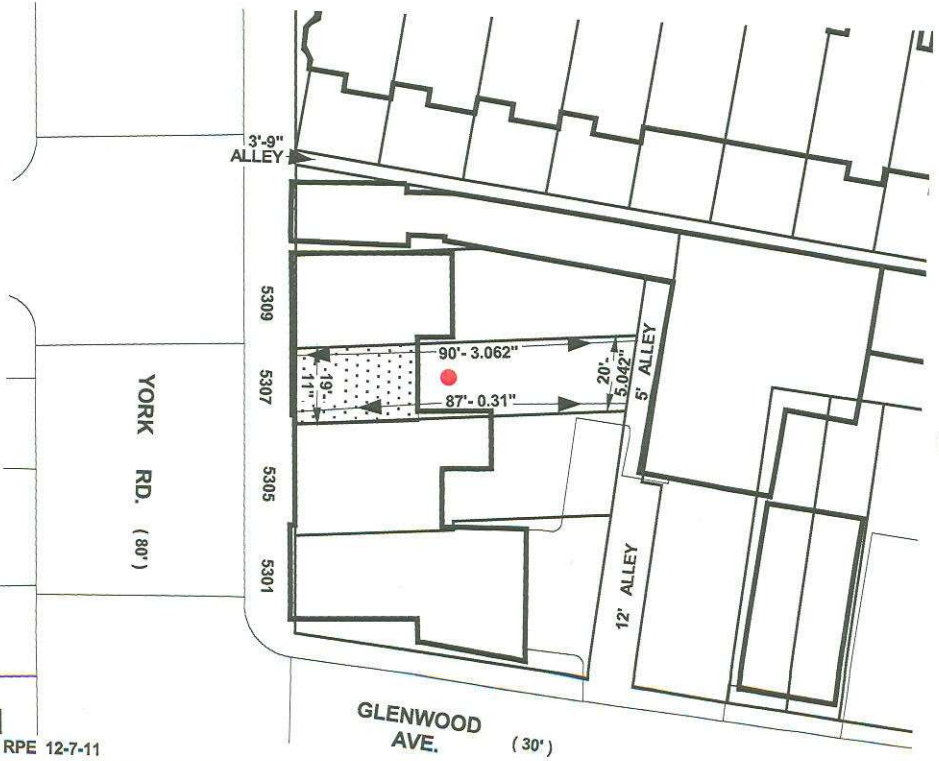 3'-9"
ALLEY
5309
90'- 3.062"
5307
19'
11"
87'- 0.31"
20'-
5.042"
5' ALLEY
5305
5301
YORK RD. (80')
12' ALLEY
GLENWOOD
AVE. (30')
RPE 12-7-11